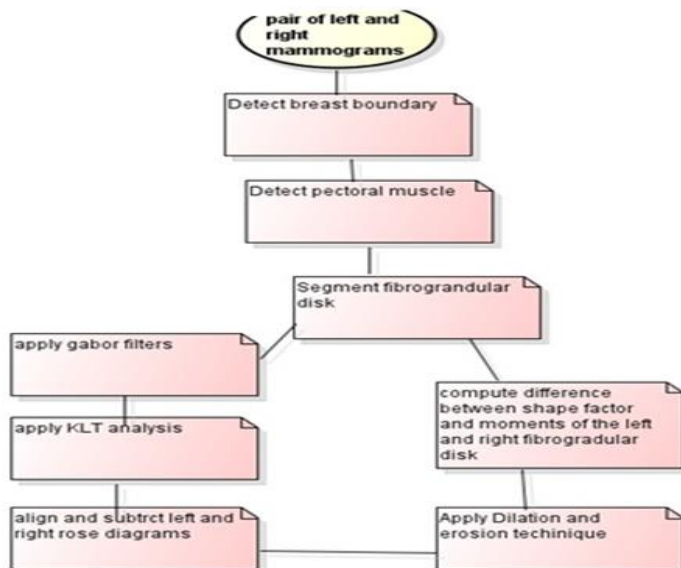 pair of left and
right
mammograms
Detect breast boundary
Detect pectoral muscle
Segment fibrograndular
disk
apply gabor filters
apply KLT analysis
align and subtrct left and
right rose diagrams
compute difference
between shape factor
and moments of the left
and right fibrogradular
disk
Apply Dilation and
erosion techinique